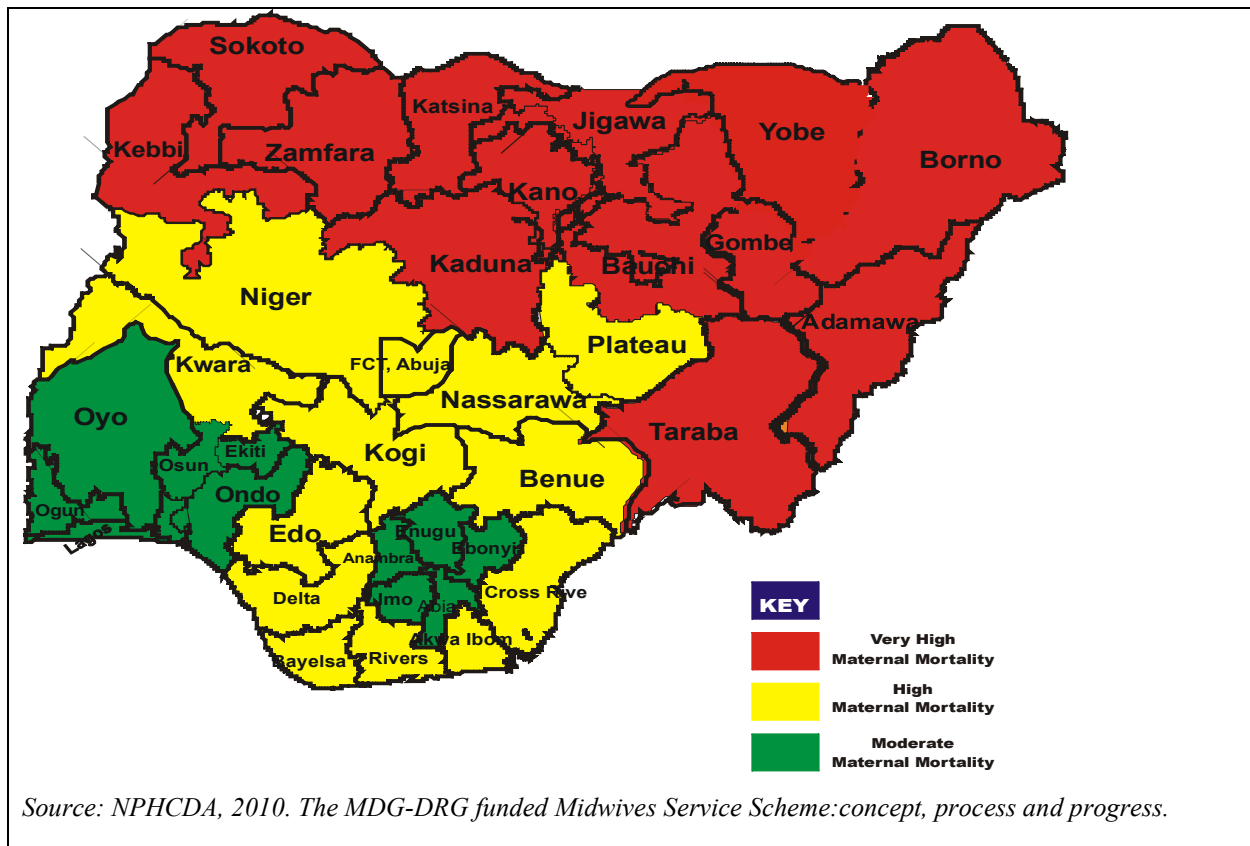 Sokoto
Katsina
Jigawa
Yobe
Kebbi
Zamfara
Borno
Kano
Gombe
Kaduna
Bauchi
Niger
Adamawa
Plateau
Kwara
FCT, Abuja
Nassarawa
Oyo
Taraba
Kogi
Ekiti
Osun
Benue
Ondo
Ogun
Edo
Enugu
Lagos
Ebonyi
Anambra
Delta
Imo
Abia
Cross Rive
Akwa Ibom
Bayelsa
Rivers
KEY
Very High
Maternal Mortality
High
Maternal Mortality
Moderate
Maternal Mortality
Source: NPHCDA, 2010. The MDG-DRG funded Midwives Service Scheme:concept, process and progress.